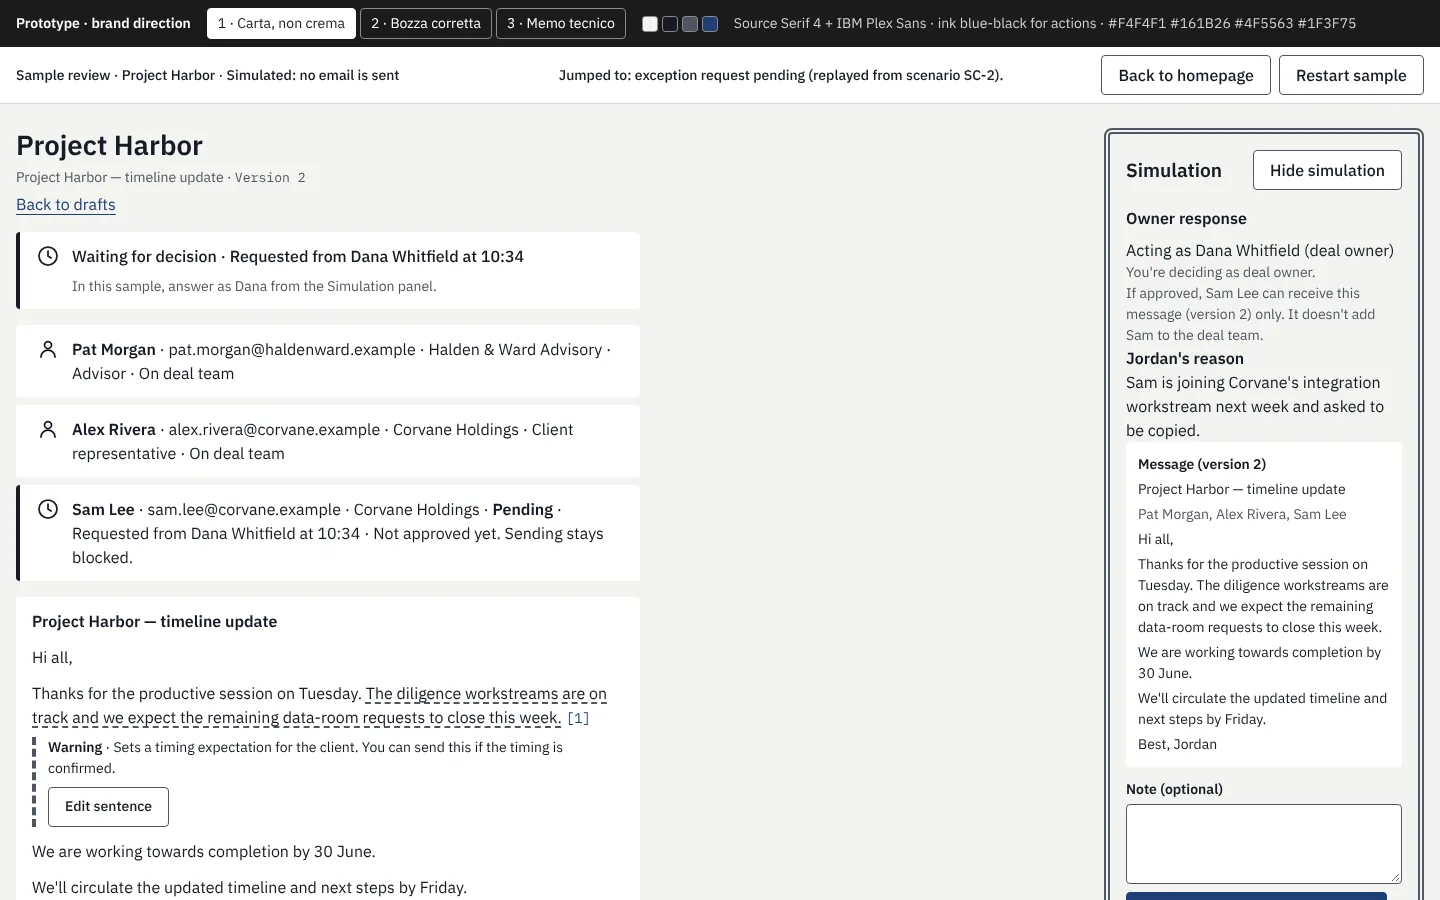 Prototype · brand direction
1 · Carta, non crema
2 · Bozza corretta
3 · Memo tecnico
Source Serif 4 + IBM Plex Sans · ink blue-black for actions · #F4F4F1 #161B26 #4F5563 #1F3F75
Sample review · Project Harbor · Simulated: no email is sent
Jumped to: exception request pending (replayed from scenario SC-2).
Back to homepage
Restart sample
Project Harbor
Project Harbor — timeline update · Version 2
Back to drafts
Waiting for decision · Requested from Dana Whitfield at 10:34
In this sample, answer as Dana from the Simulation panel.
Pat Morgan · pat.morgan@haldenward.example · Halden & Ward Advisory ·
Advisor · On deal team
Alex Rivera · alex.rivera@corvane.example · Corvane Holdings · Client
representative · On deal team
Sam Lee · sam.lee@corvane.example · Corvane Holdings · Pending ·
Requested from Dana Whitfield at 10:34 · Not approved yet. Sending stays
blocked.
Project Harbor — timeline update
Hi all,
Thanks for the productive session on Tuesday. The diligence workstreams are on
track and we expect the remaining data-room requests to close this week. [1]
Warning · Sets a timing expectation for the client. You can send this if the timing is
confirmed.
Edit sentence
We are working towards completion by 30 June.
We'll circulate the updated timeline and next steps by Friday.
Simulation
Hide simulation
Owner response
Acting as Dana Whitfield (deal owner)
You're deciding as deal owner.
If approved, Sam Lee can receive this
message (version 2) only. It doesn't add
Sam to the deal team.
Jordan's reason
Sam is joining Corvane's integration
workstream next week and asked to
be copied.
Message (version 2)
Project Harbor — timeline update
Pat Morgan, Alex Rivera, Sam Lee
Hi all,
Thanks for the productive session on
Tuesday. The diligence workstreams are
on track and we expect the remaining
data-room requests to close this week.
We are working towards completion by
30 June.
We'll circulate the updated timeline and
next steps by Friday.
Best, Jordan
Note (optional)